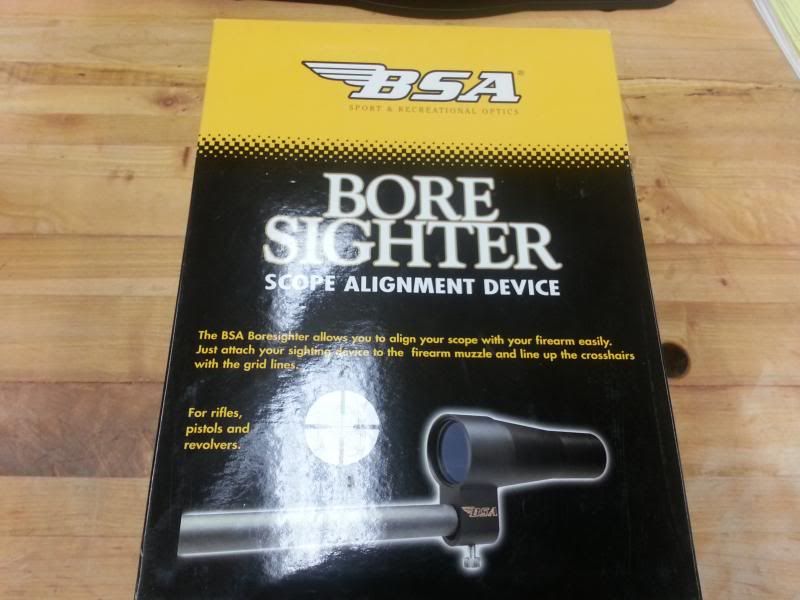 BSA®
SPORT & RECREATIONAL OPTICS
BORE
SIGHTER
SCOPE ALIGNMENT DEVICE
The BSA Boresighter allows you to align your scope with your firearm easily.
Just attach your sighting device to the firearm muzzle and line up the crosshairs
with the grid lines.
For rifles,
pistols and
revolvers.
BSA